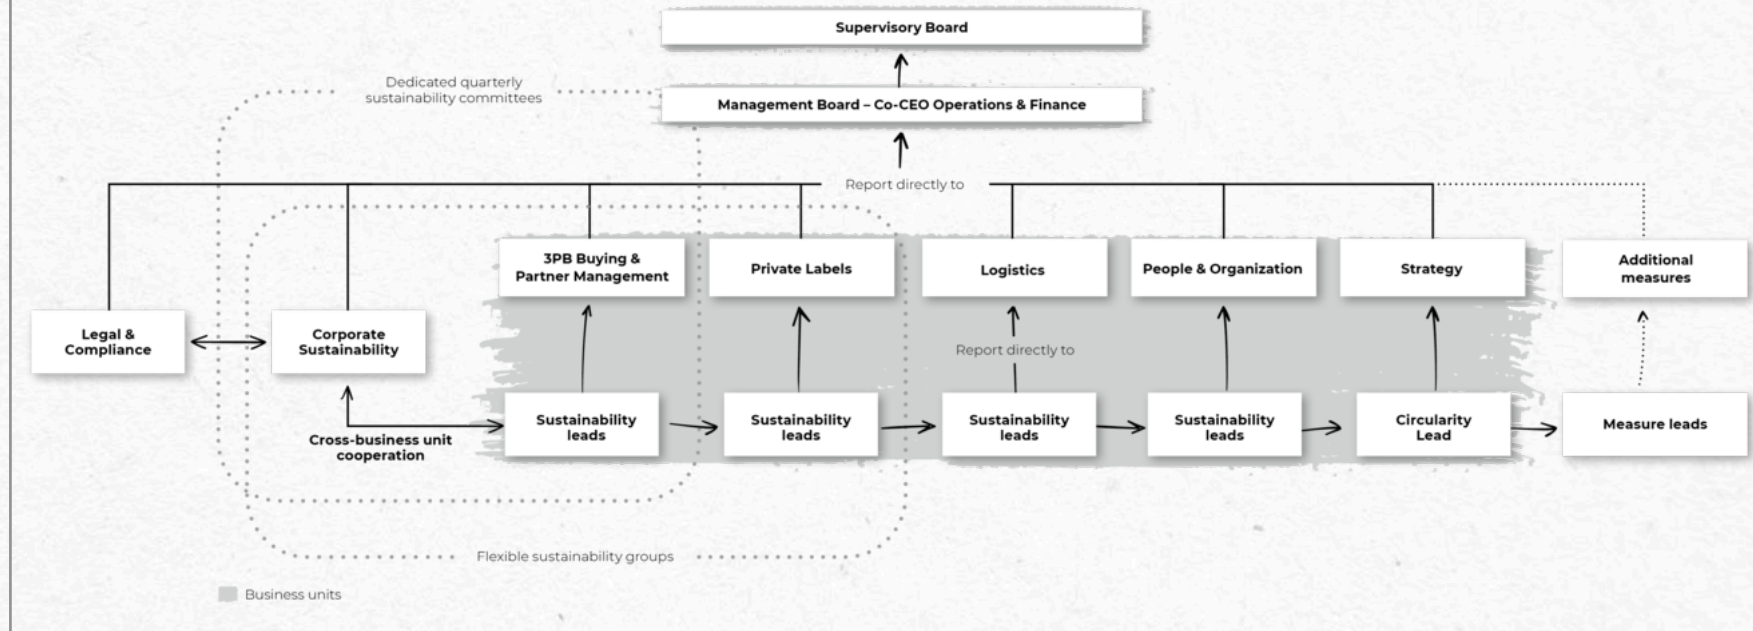 Supervisory Board
Dedicated quarterly
sustainability committees
Management Board – Co-CEO Operations & Finance
Report directly to
3PB Buying &
Partner Management
Private Labels
Logistics
People & Organization
Strategy
Additional
measures
Legal &
Compliance
Corporate
Sustainability
Report directly to
Cross-business unit
cooperation
Sustainability
leads
Sustainability
leads
Sustainability
leads
Sustainability
leads
Circularity
Lead
Measure leads
Flexible sustainability groups
Business units